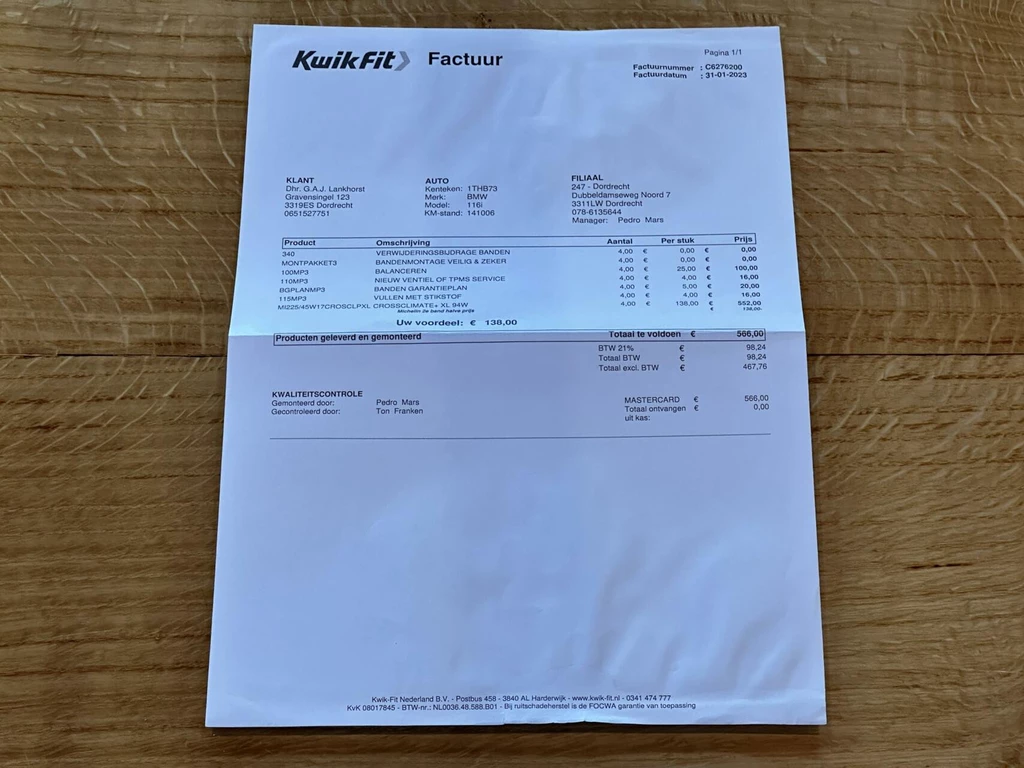 KwikFit Factuur
Pagina 1/1
Factuurnummer : C6276200
Factuurdatum : 31-01-2023
KLANT
Dhr. G.A.J. Lankhorst
Gravensingel 123
3319ES Dordrecht
0651527751
AUTO
Kenteken: 1THB73
Merk: BMW
Model: 116i
KM-stand: 141006
FILIAAL
247 - Dordrecht
Dubbeldamseweg Noord 7
3311LW Dordrecht
078-6135644
Manager: Pedro Mars
Product Omschrijving Aantal Per stuk Prijs
340 VERWIJDERINGSBIJDRAGE BANDEN 4,00 € 0,00 € 0,00
MONTPAKKET3 BANDENMONTAGE VEILIG & ZEKER 4,00 € 0,00 € 0,00
100MP3 BALANCEREN 4,00 € 25,00 € 100,00
110MP3 NIEUW VENTIEL OF TPMS SERVICE 4,00 € 4,00 € 16,00
BGPLANMP3 BANDEN GARANTIEPLAN 4,00 € 5,00 € 20,00
115MP3 VULLEN MET STIKSTOF 4,00 € 4,00 € 16,00
MI225/45W17CROSCLPXL CROSSCLIMATE+ XL 94W 4,00 € 138,00 € 552,00
Michelin 2e band halve prijs € 138,00-
Uw voordeel: € 138,00
Producten geleverd en gemonteerd Totaal te voldoen € 566,00
BTW 21% € 98,24
Totaal BTW € 98,24
Totaal excl. BTW € 467,76
KWALITEITSCONTROLE
Gemonteerd door: Pedro Mars
Gecontroleerd door: Ton Franken
MASTERCARD € 566,00
Totaal ontvangen € 0,00
uit kas:
Kwik-Fit Nederland B.V. - Postbus 458 - 3840 AL Harderwijk - www.kwik-fit.nl - 0341 474 777
KvK 08017845 - BTW-nr.: NL0036.48.588.B01 - Bij ruitschadeherstel is de FOCWA garantie van toepassing